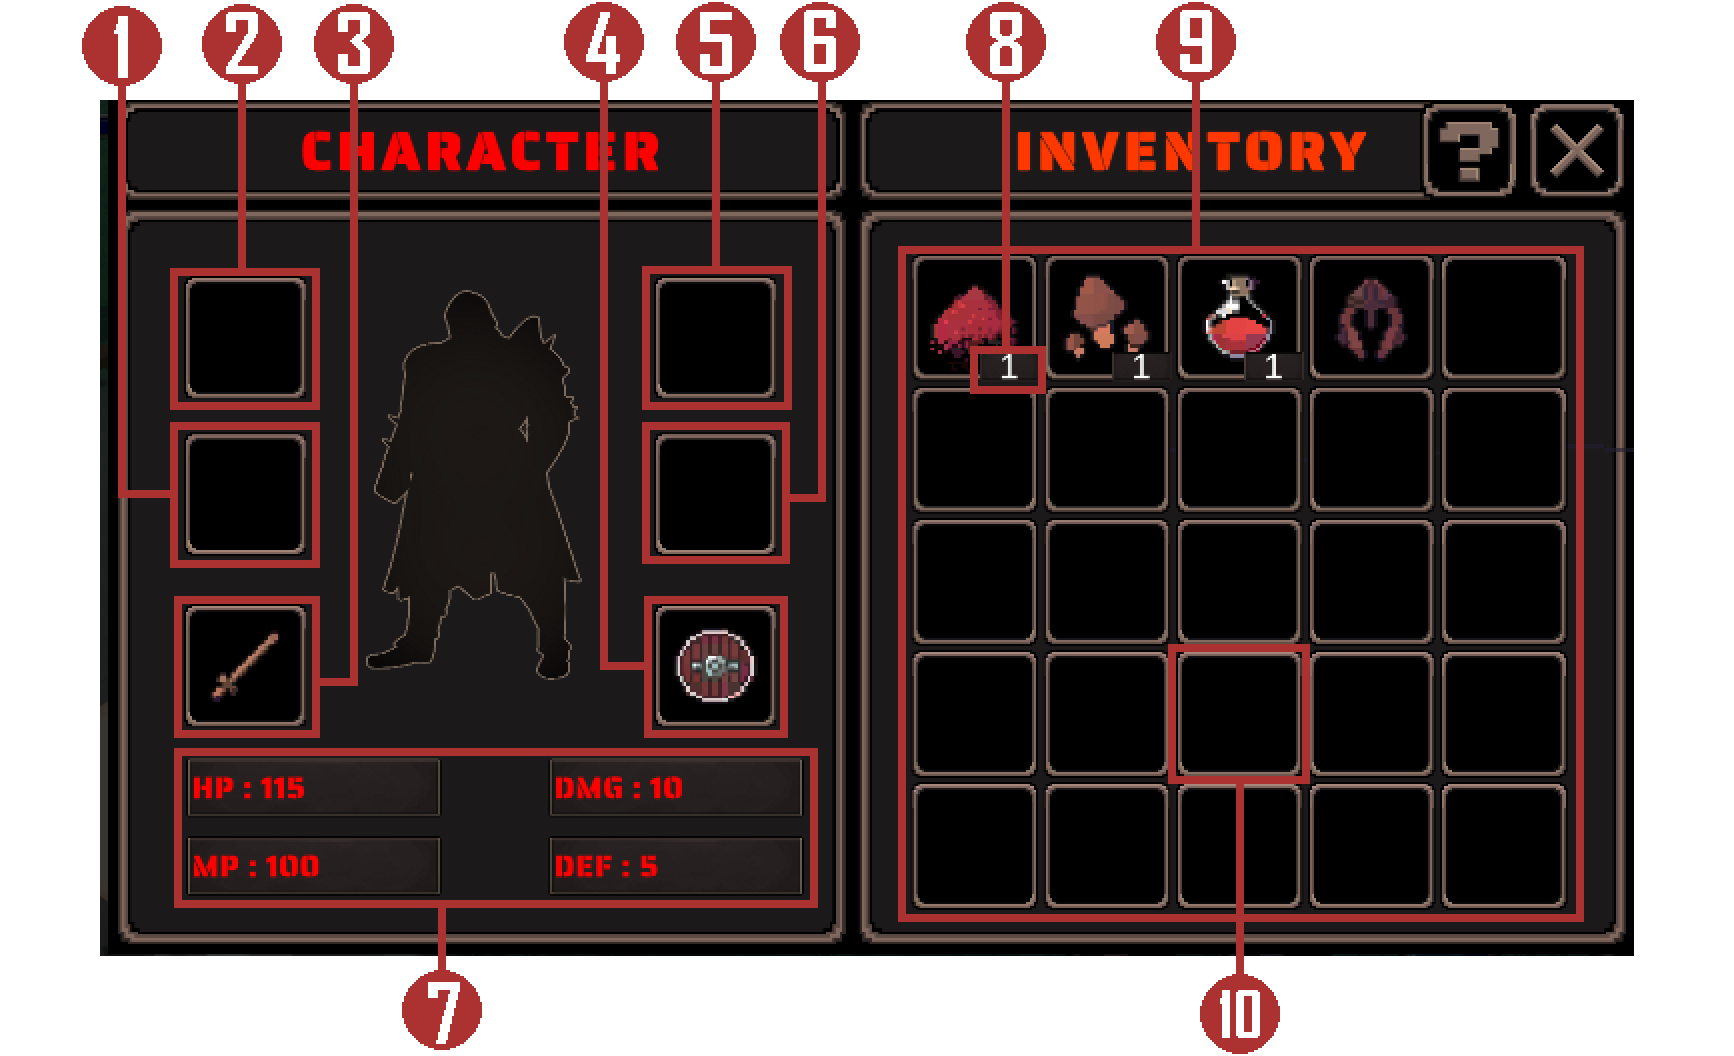 1 2 3 4 5 6 8 9
CHARACTER
INVENTORY ?
1 1 1
HP : 115
DMG : 10
MP : 100
DEF : 5
7 10